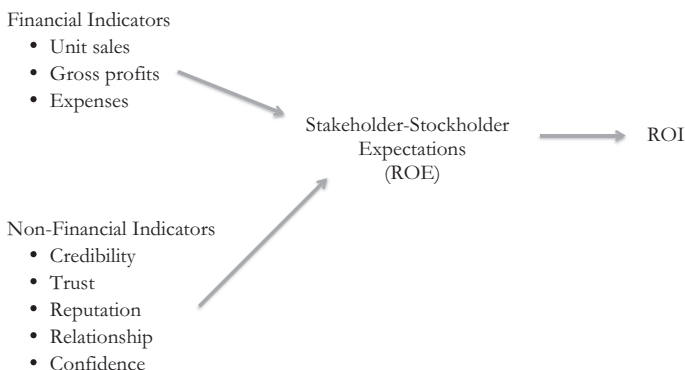 Financial Indicators
• Unit sales
• Gross profits
• Expenses
Stakeholder-Stockholder
Expectations
(ROE)
ROI
Non-Financial Indicators
• Credibility
• Trust
• Reputation
• Relationship
• Confidence